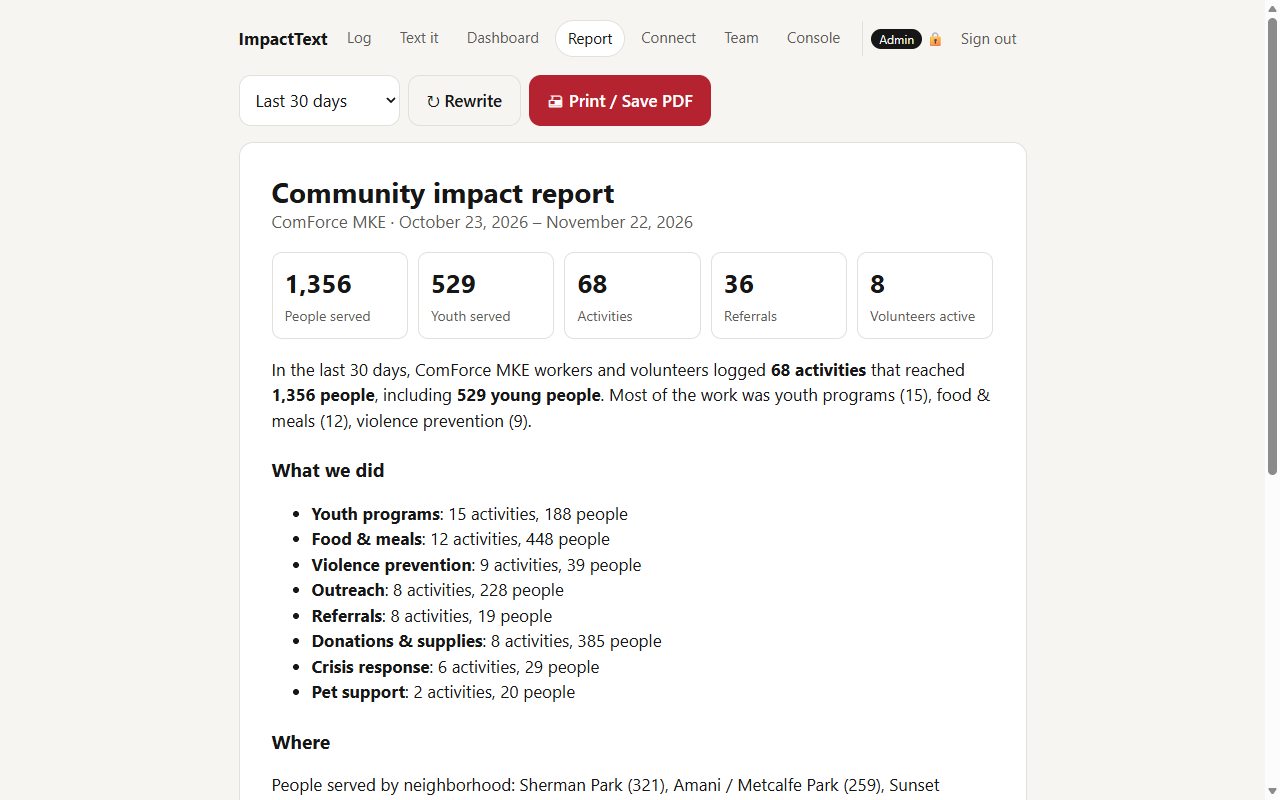 ImpactText Log Text it Dashboard Report Connect Team Console Admin Sign out
Last 30 days ↻ Rewrite Print / Save PDF
Community impact report
ComForce MKE · October 23, 2026 – November 22, 2026
1,356 529 68 36 8
People served Youth served Activities Referrals Volunteers active
In the last 30 days, ComForce MKE workers and volunteers logged 68 activities that reached
1,356 people, including 529 young people. Most of the work was youth programs (15), food &
meals (12), violence prevention (9).
What we did
• Youth programs: 15 activities, 188 people
• Food & meals: 12 activities, 448 people
• Violence prevention: 9 activities, 39 people
• Outreach: 8 activities, 228 people
• Referrals: 8 activities, 19 people
• Donations & supplies: 8 activities, 385 people
• Crisis response: 6 activities, 29 people
• Pet support: 2 activities, 20 people
Where
People served by neighborhood: Sherman Park (321), Amani / Metcalfe Park (259), Sunset